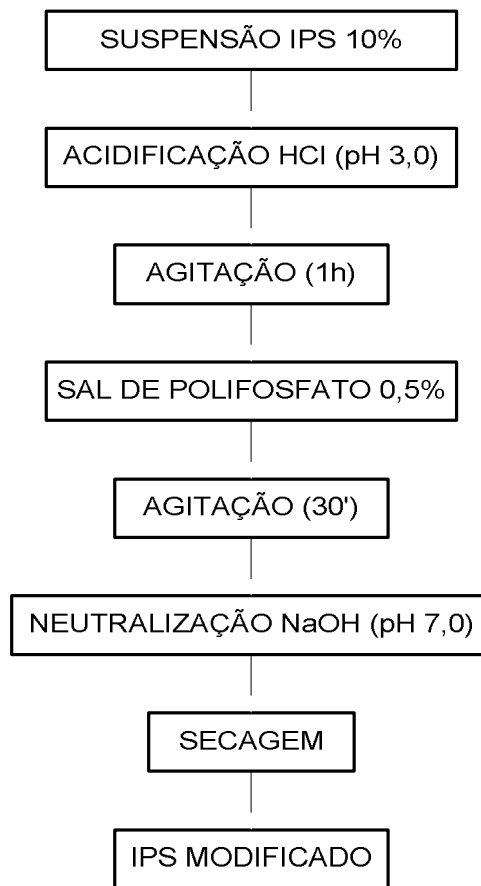 SUSPENSÃO IPS 10%
ACIDIFICAÇÃO HCl (pH 3,0)
AGITAÇÃO (1h)
SAL DE POLIFOSFATO 0,5%
AGITAÇÃO (30')
NEUTRALIZAÇÃO NaOH (pH 7,0)
SECAGEM
IPS MODIFICADO